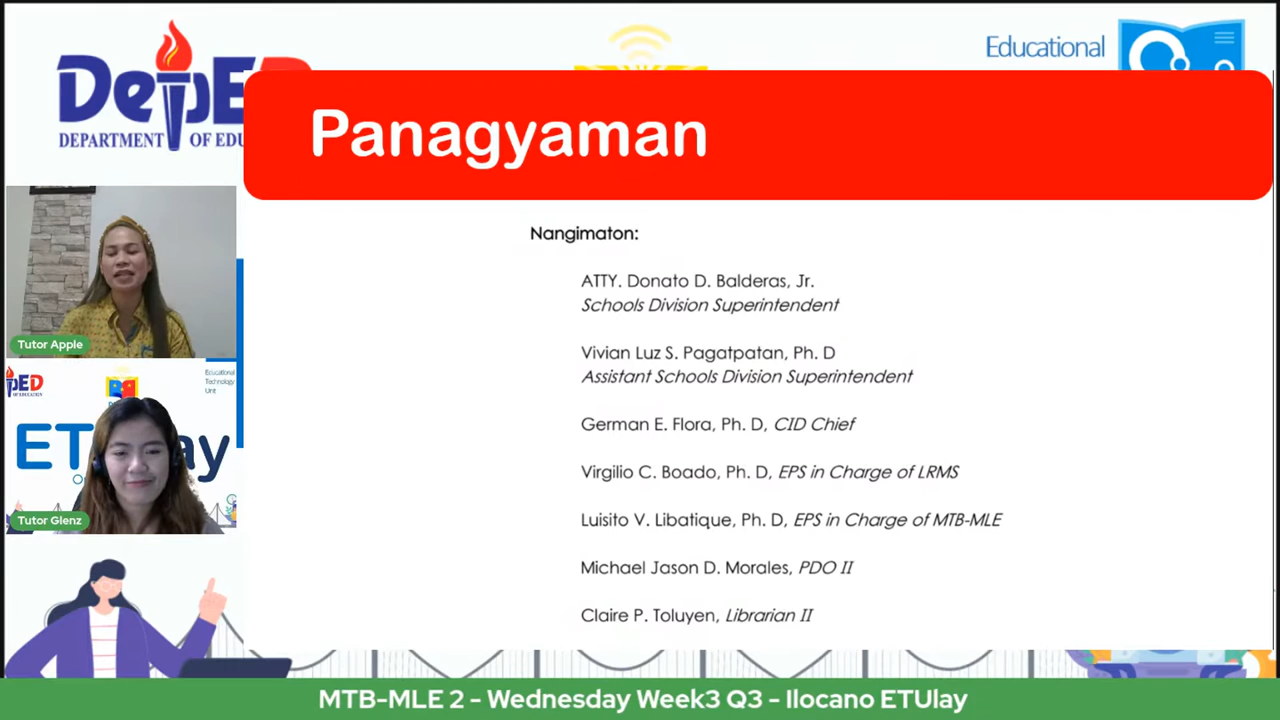 DepED
DEPARTMENT OF EDU
Educational
Panagyaman
Nangimaton:
ATTY. Donato D. Balderas, Jr.
Schools Division Superintendent
Vivian Luz S. Pagatpatan, Ph. D
Assistant Schools Division Superintendent
German E. Flora, Ph. D, CID Chief
Virgilio C. Boado, Ph. D, EPS in Charge of LRMS
Luisito V. Libatique, Ph. D, EPS in Charge of MTB-MLE
Michael Jason D. Morales, PDO II
Claire P. Toluyen, Librarian II
Tutor Apple
Educational
Technology
Unit
Tutor Glenz
MTB-MLE 2 - Wednesday Week3 Q3 - Ilocano ETUlay